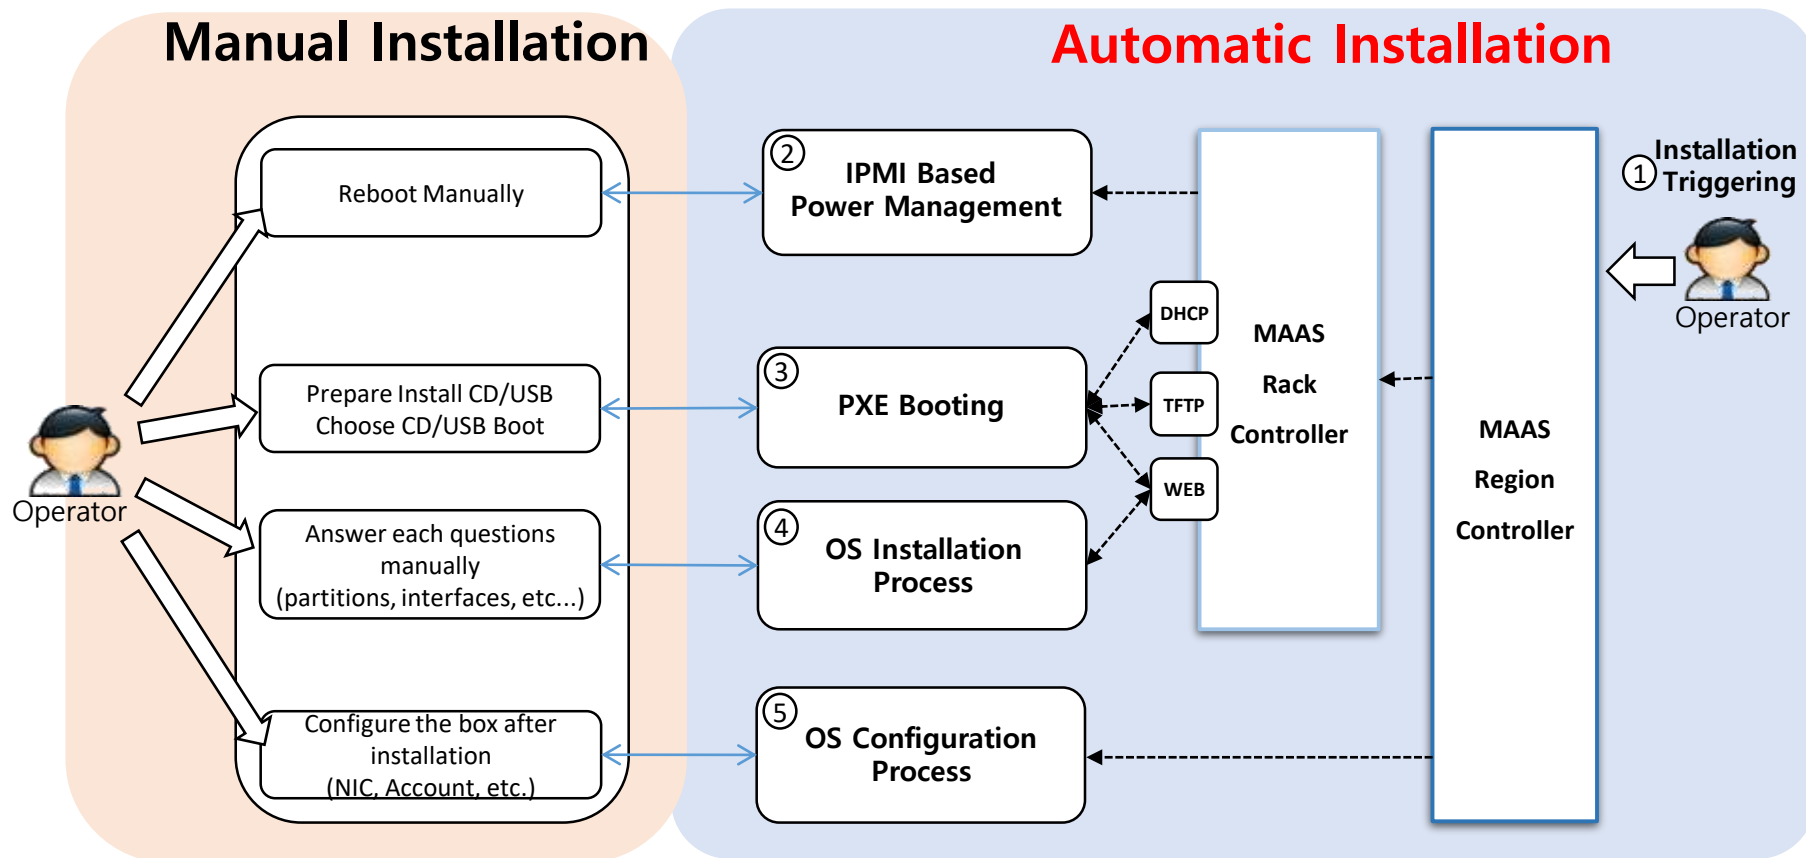 Manual Installation
Automatic Installation
Reboot Manually
Prepare Install CD/USB
Choose CD/USB Boot
Answer each questions
manually
(partitions, interfaces, etc...)
Configure the box after
installation
(NIC, Account, etc.)
Operator
2
IPMI Based
Power Management
3
PXE Booting
4
OS Installation
Process
5
OS Configuration
Process
DHCP
TFTP
WEB
MAAS
Rack
Controller
MAAS
Region
Controller
1
Installation
Triggering
Operator